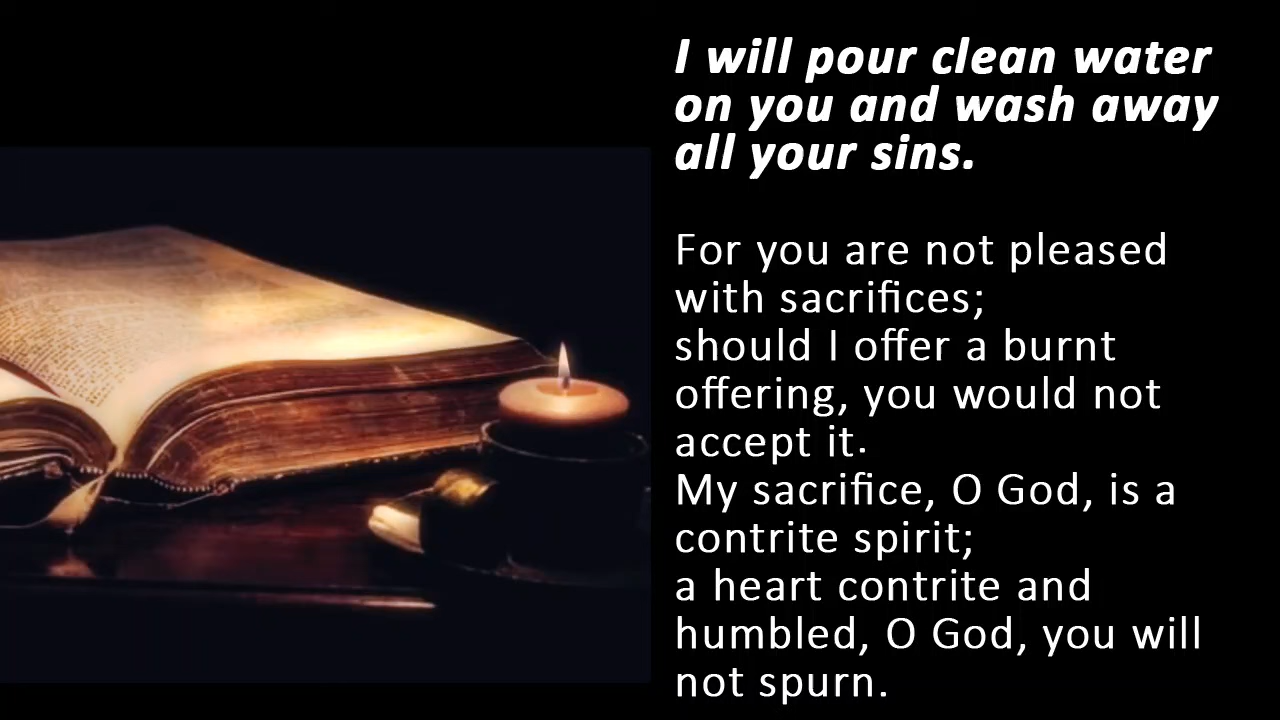 I will pour clean water
on you and wash away
all your sins.
For you are not pleased
with sacrifices;
should I offer a burnt
offering, you would not
accept it.
My sacrifice, O God, is a
contrite spirit;
a heart contrite and
humbled, O God, you will
not spurn.